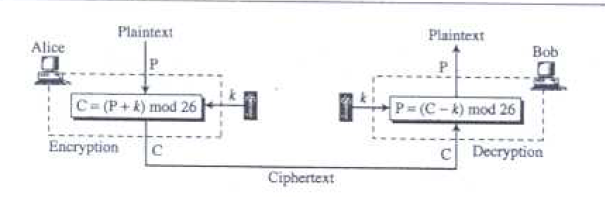 Plaintext
Alice
P
C = (P + k) mod 26
k
Encryption
C
Ciphertext
Plaintext
Bob
P
k
P = (C − k) mod 26
C
Decryption